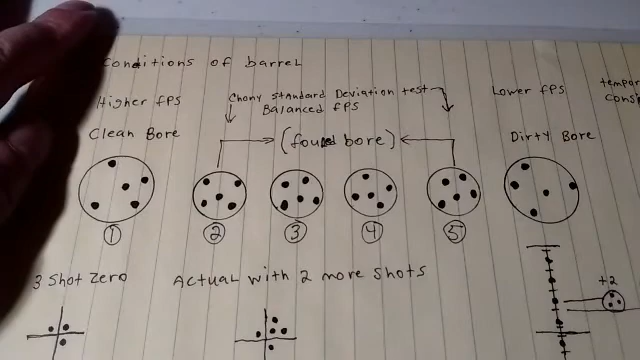 Conditions of barrel
Higher fps
Chony Standard Deviation test
Balanced fps
Lower fps
Clean Bore
(fouled bore)
Dirty Bore
1 2 3 4 5
3 Shot Zero
Actual with 2 more shots
+2